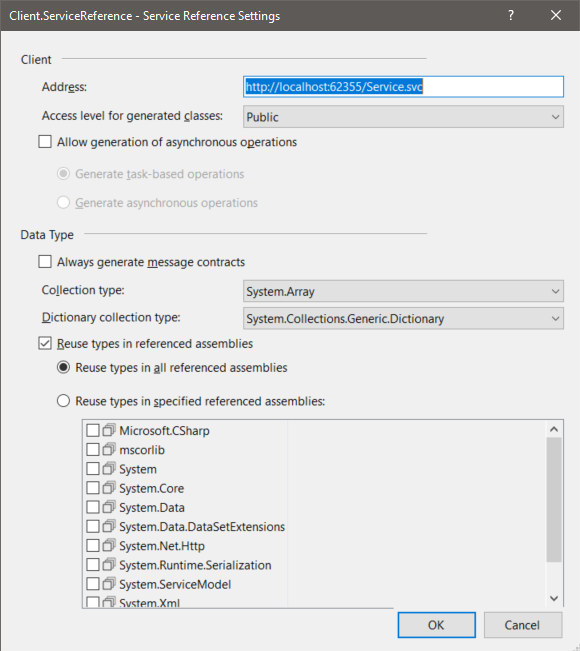 Client.ServiceReference - Service Reference Settings ? ×
Client
Address: http://localhost:62355/Service.svc
Access level for generated classes: Public
Allow generation of asynchronous operations
Generate task-based operations
Generate asynchronous operations
Data Type
Always generate message contracts
Collection type: System.Array
Dictionary collection type: System.Collections.Generic.Dictionary
Reuse types in referenced assemblies
Reuse types in all referenced assemblies
Reuse types in specified referenced assemblies:
Microsoft.CSharp
mscorlib
System
System.Core
System.Data
System.Data.DataSetExtensions
System.Net.Http
System.Runtime.Serialization
System.ServiceModel
System.Xml
OK Cancel